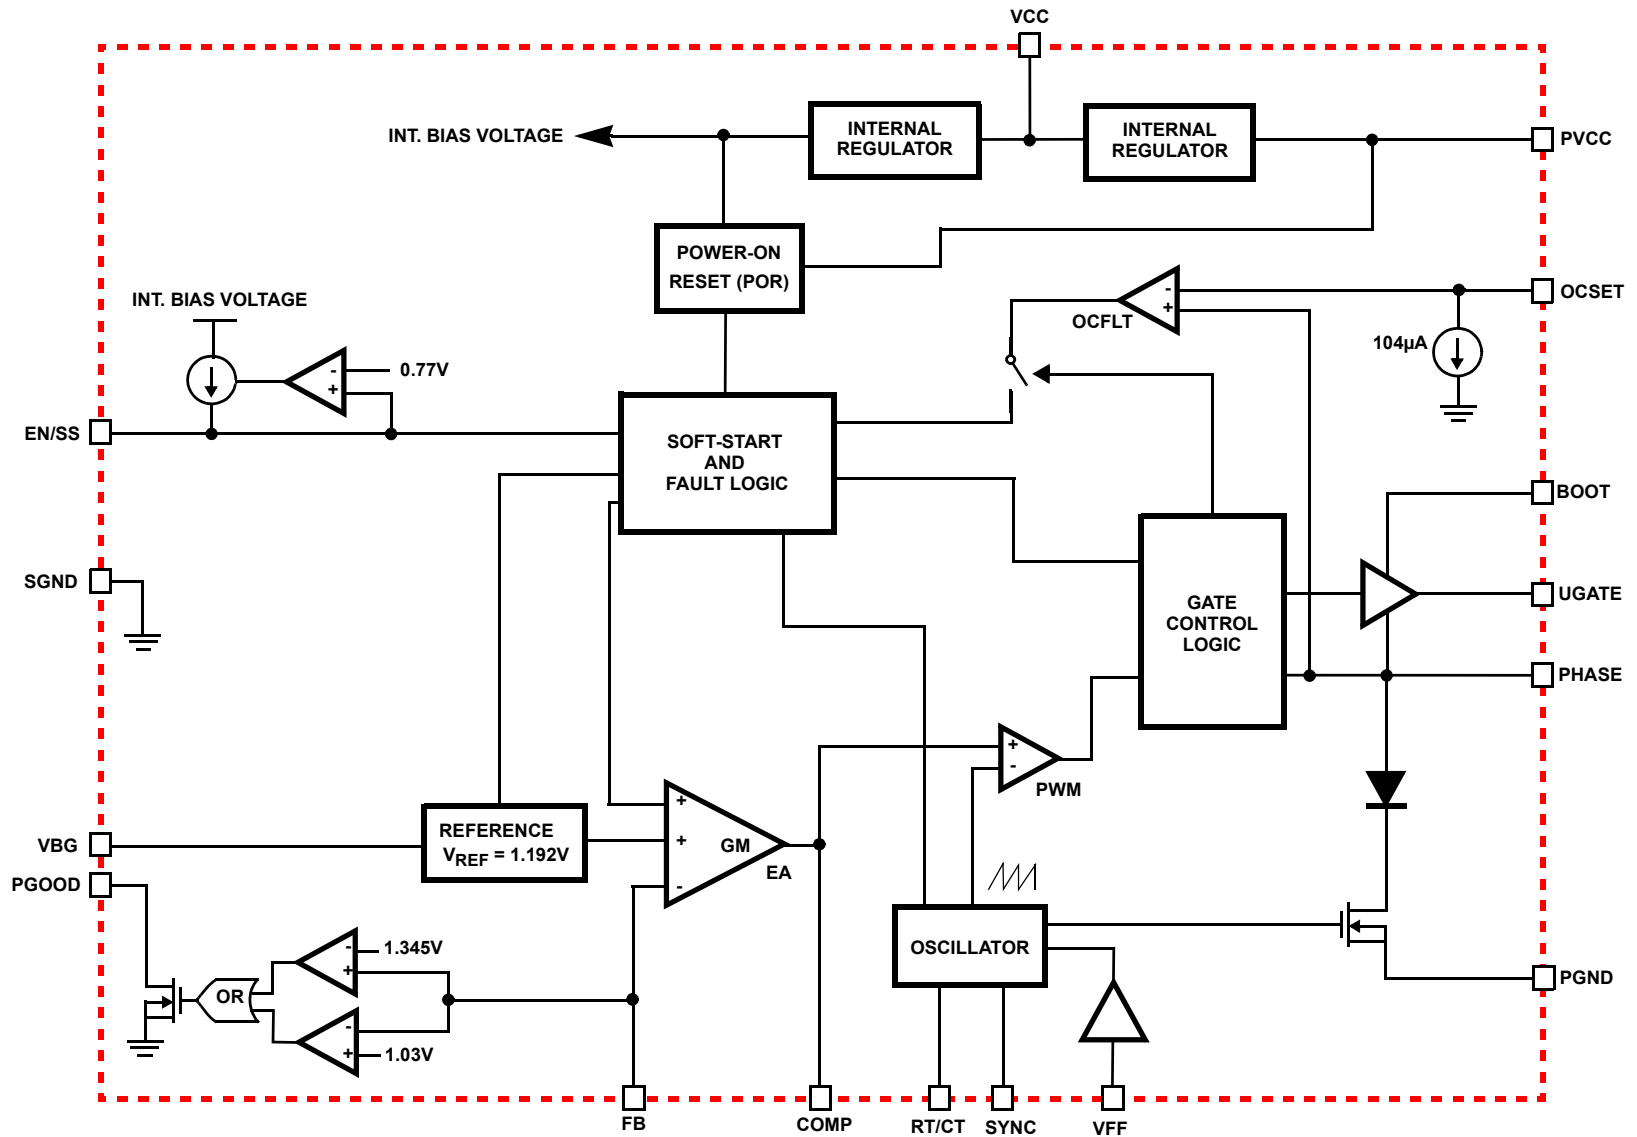 VCC
INT. BIAS VOLTAGE
INTERNAL
REGULATOR
INTERNAL
REGULATOR
PVCC
POWER-ON
RESET (POR)
INT. BIAS VOLTAGE
-
+
OCFLT
OCSET
104µA
-
+
0.77V
EN/SS
SOFT-START
AND
FAULT LOGIC
BOOT
SGND
GATE
CONTROL
LOGIC
UGATE
PHASE
+
-
PWM
VBG
REFERENCE
VREF = 1.192V
+
+
-
GM
EA
PGOOD
OSCILLATOR
-
+
1.345V
OR
-
+
1.03V
PGND
FB
COMP
RT/CT
SYNC
VFF